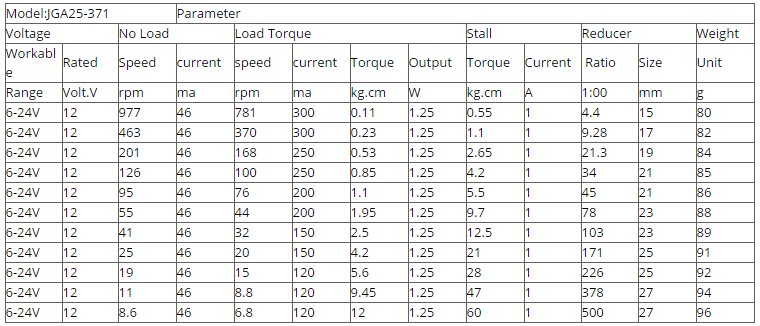 Model:JGA25-371 Parameter
Voltage No Load Load Torque Stall Reducer Weight
Workabl
e Rated Speed current speed current Torque Output Torque Current Ratio Size Unit
Range Volt.V rpm ma rpm ma kg.cm W kg.cm A 1:00 mm g
6-24V 12 977 46 781 300 0.11 1.25 0.55 1 4.4 15 80
6-24V 12 463 46 370 300 0.23 1.25 1.1 1 9.28 17 82
6-24V 12 201 46 168 250 0.53 1.25 2.65 1 21.3 19 84
6-24V 12 126 46 100 250 0.85 1.25 4.2 1 34 21 85
6-24V 12 95 46 76 200 1.1 1.25 5.5 1 45 21 86
6-24V 12 55 46 44 200 1.95 1.25 9.7 1 78 23 88
6-24V 12 41 46 32 150 2.5 1.25 12.5 1 103 23 89
6-24V 12 25 46 20 150 4.2 1.25 21 1 171 25 91
6-24V 12 19 46 15 120 5.6 1.25 28 1 226 25 92
6-24V 12 11 46 8.8 120 9.45 1.25 47 1 378 27 94
6-24V 12 8.6 46 6.8 120 12 1.25 60 1 500 27 96